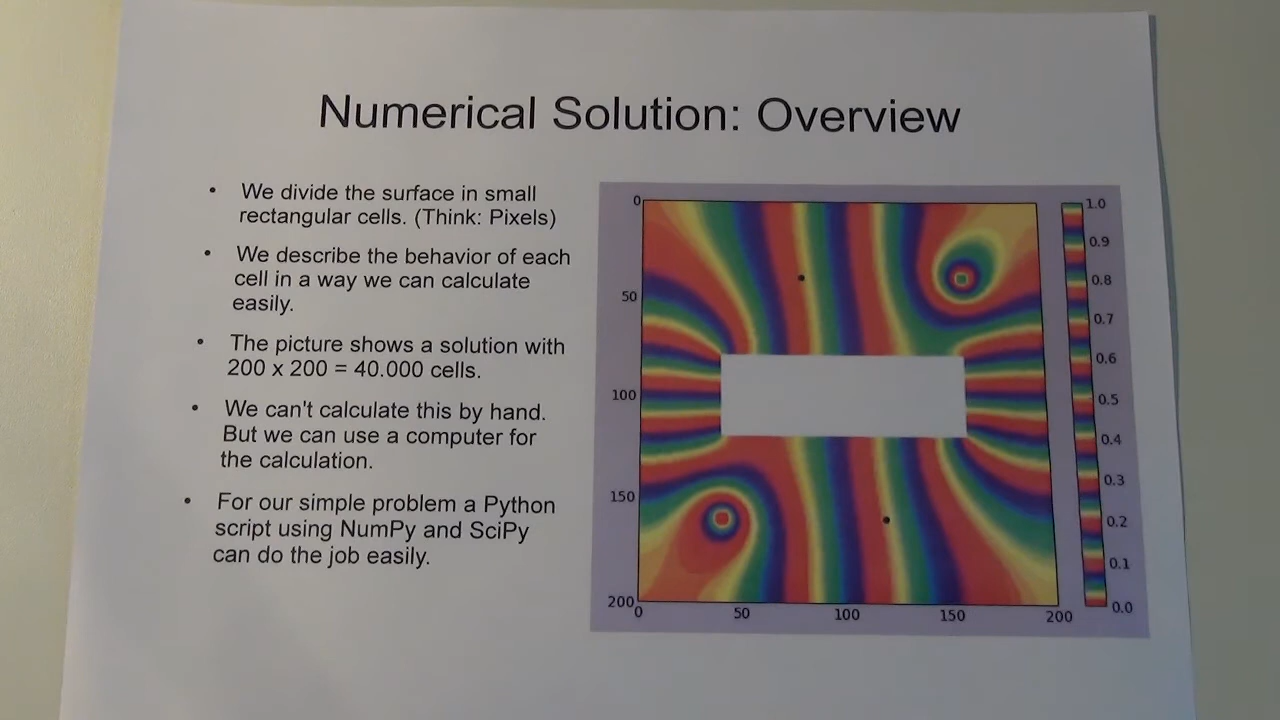 Numerical Solution: Overview
• We divide the surface in small
rectangular cells. (Think: Pixels)
• We describe the behavior of each
cell in a way we can calculate
easily.
• The picture shows a solution with
200 x 200 = 40.000 cells.
• We can't calculate this by hand.
But we can use a computer for
the calculation.
• For our simple problem a Python
script using NumPy and SciPy
can do the job easily.
0
50
100
150
200
0 50 100 150 200
1.0
0.9
0.8
0.7
0.6
0.5
0.4
0.3
0.2
0.1
0.0